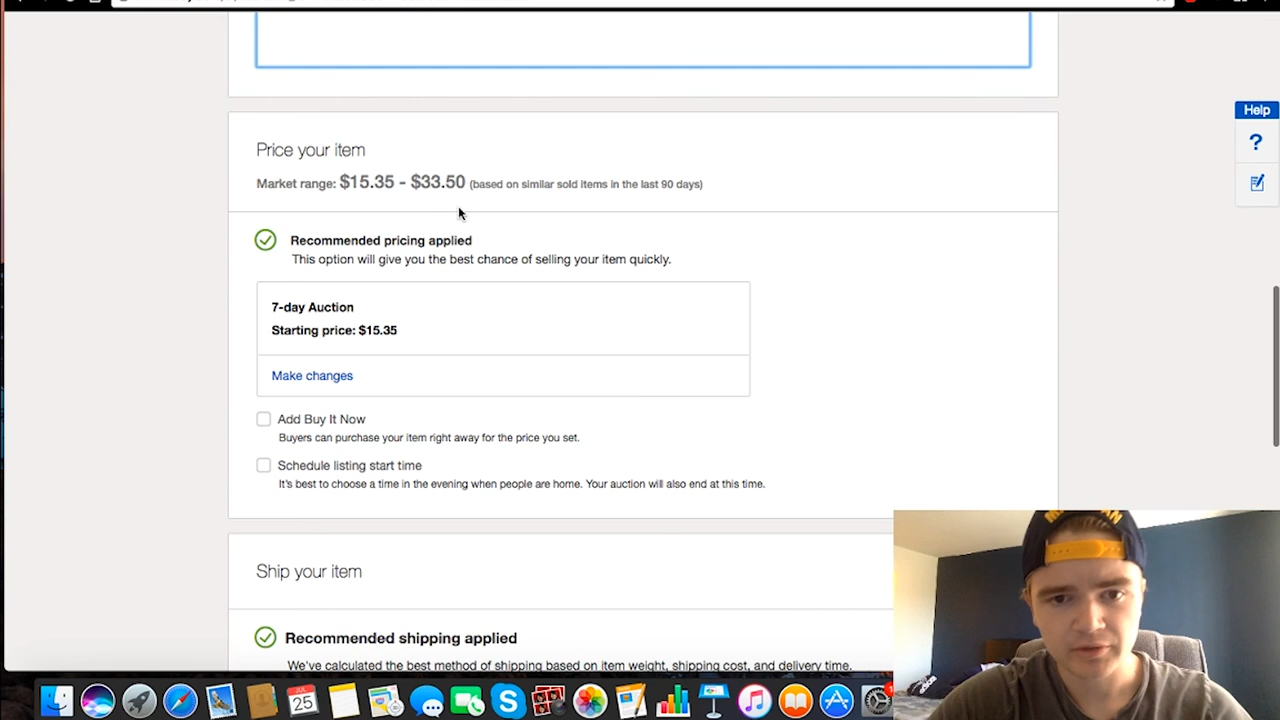 Help
?
Price your item
Market range: $15.35 - $33.50 (based on similar sold items in the last 90 days)
Recommended pricing applied
This option will give you the best chance of selling your item quickly.
7-day Auction
Starting price: $15.35
Make changes
Add Buy It Now
Buyers can purchase your item right away for the price you set.
Schedule listing start time
It's best to choose a time in the evening when people are home. Your auction will also end at this time.
Ship your item
Recommended shipping applied
We've calculated the best method of shipping based on item weight, shipping cost, and delivery time.
JUL
25